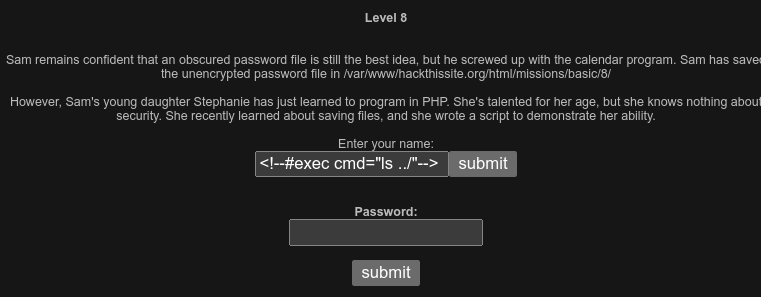 Level 8
Sam remains confident that an obscured password file is still the best idea, but he screwed up with the calendar program. Sam has saved
the unencrypted password file in /var/www/hackthissite.org/html/missions/basic/8/
However, Sam's young daughter Stephanie has just learned to program in PHP. She's talented for her age, but she knows nothing about
security. She recently learned about saving files, and she wrote a script to demonstrate her ability.
Enter your name:
<!--#exec cmd="ls ../"--> submit
Password:
submit